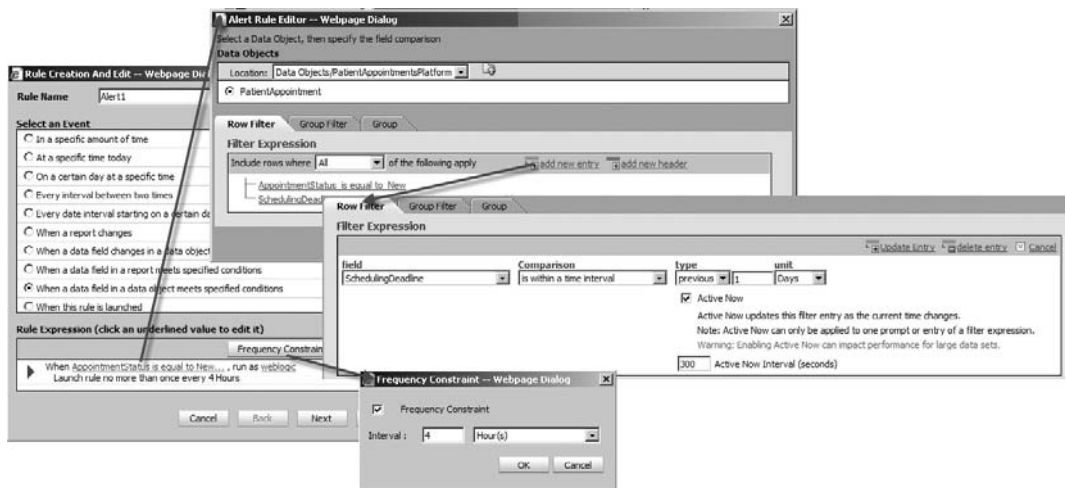 Alert Rule Editor -- Webpage Dialog
Select a Data Object, then specify the field comparison
Data Objects
Location: Data Objects/PatientAppointmentsPlatform
PatientAppointment
Row Filter Group Filter Group
Filter Expression
Include rows where All of the following apply add new entry add new header
AppointmentStatus is equal to New
Rule Creation And Edit -- Webpage
Rule Name Alert1
Select an Event
In a specific amount of time
At a specific time today
On a certain day at a specific time
Every interval between two times
Every date interval starting on a certain
When a report changes
When a data field changes in a data object
When a data field in a report meets specified conditions
When a data field in a data object meets specified conditions
When this rule is launched
Rule Expression (click an underlined value to edit it)
Frequency Constrain
When AppointmentStatus is equal to New... , run as weblogic
Launch rule no more than once every 4 Hours
Cancel Back Next
Row Filter Group Filter Group
Filter Expression
Update Entry delete entry Cancel
field Comparison type unit
SchedulingDeadline is within a time interval previous 1 Days
Active Now
Active Now updates this filter entry as the current time changes.
Note: Active Now can only be applied to one prompt or entry of a filter expression.
Warning: Enabling Active Now can impact performance for large data sets.
300 Active Now Interval (seconds)
Frequency Constraint -- Webpage Dialog
Frequency Constraint
Interval : 4 Hour(s)
OK Cancel